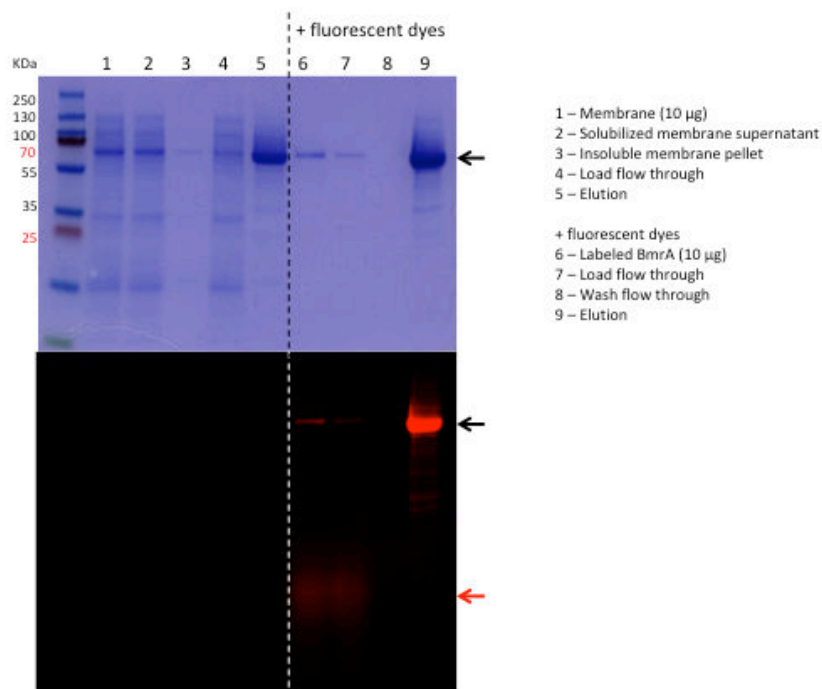 + fluorescent dyes
KDa 1 2 3 4 5 6 7 8 9
250
130
100
70
55
35
25
1 – Membrane (10 µg)
2 – Solubilized membrane supernatant
3 – Insoluble membrane pellet
4 – Load flow through
5 – Elution
+ fluorescent dyes
6 – Labeled BmrA (10 µg)
7 – Load flow through
8 – Wash flow through
9 – Elution